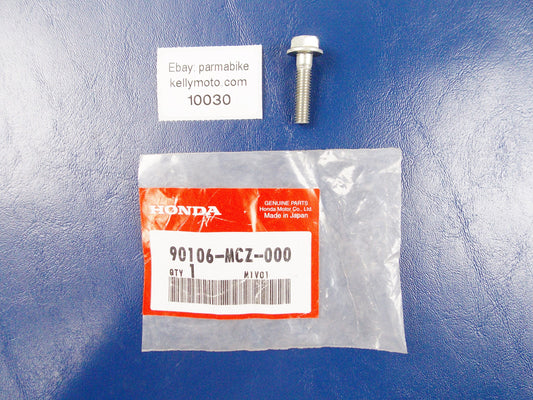 Ebay: parmabike
kellymoto.com
10030
HONDA
GENUINE PARTS
Honda Motor Co., Ltd.
Made in Japan
90106-MCZ-000
QTY 1 MIV01